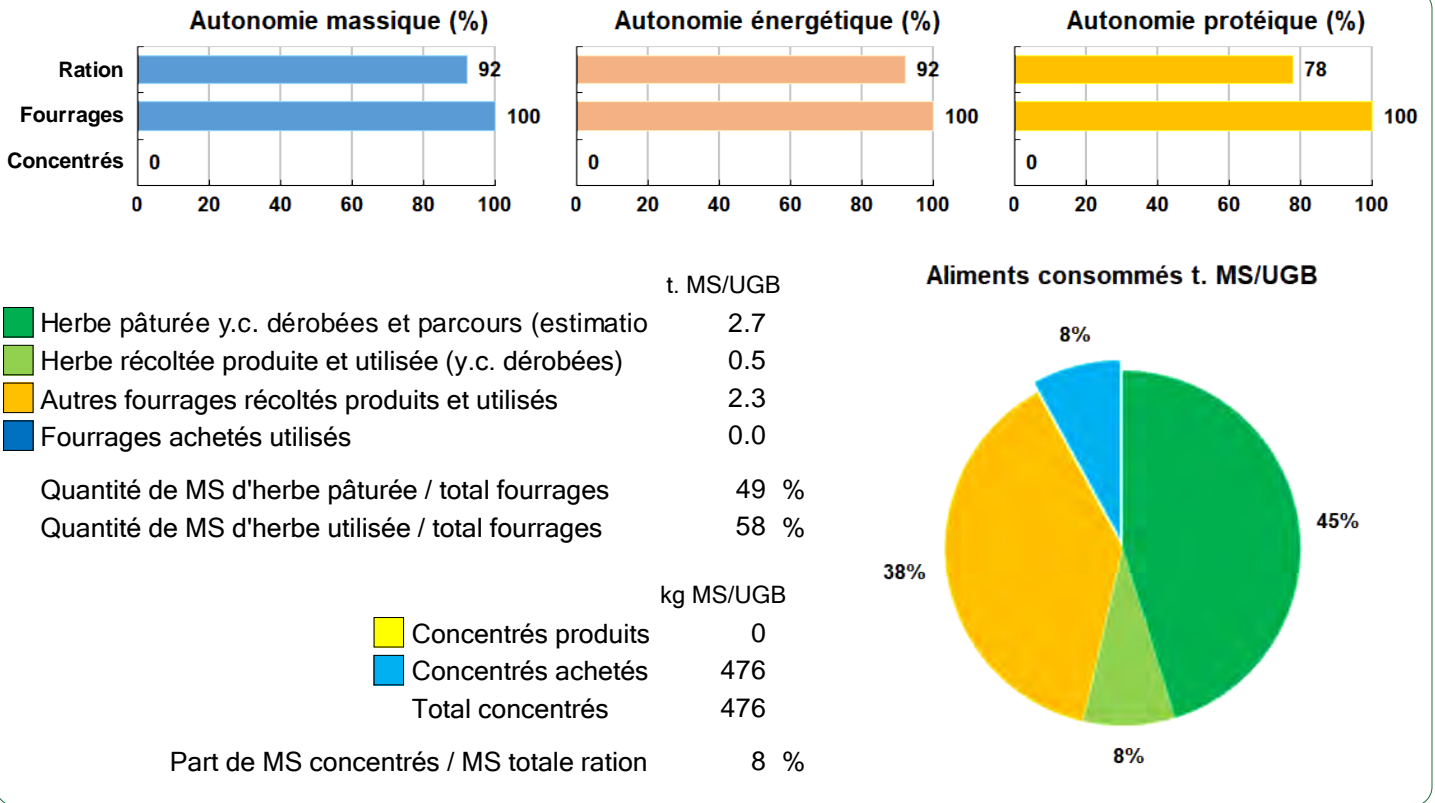 Autonomie massique (%)
Autonomie énergétique (%)
Autonomie protéique (%)
Ration
92
92
78
Fourrages
100
100
100
Concentrés
0
0
0
0 20 40 60 80 100
0 20 40 60 80 100
0 20 40 60 80 100
t. MS/UGB
Herbe pâturée y.c. dérobées et parcours (estimatio 2.7
Herbe récoltée produite et utilisée (y.c. dérobées) 0.5
Autres fourrages récoltés produits et utilisés 2.3
Fourrages achetés utilisés 0.0
Quantité de MS d'herbe pâturée / total fourrages 49 %
Quantité de MS d'herbe utilisée / total fourrages 58 %
kg MS/UGB
Concentrés produits 0
Concentrés achetés 476
Total concentrés 476
Part de MS concentrés / MS totale ration 8 %
Aliments consommés t. MS/UGB
8%
45%
38%
8%